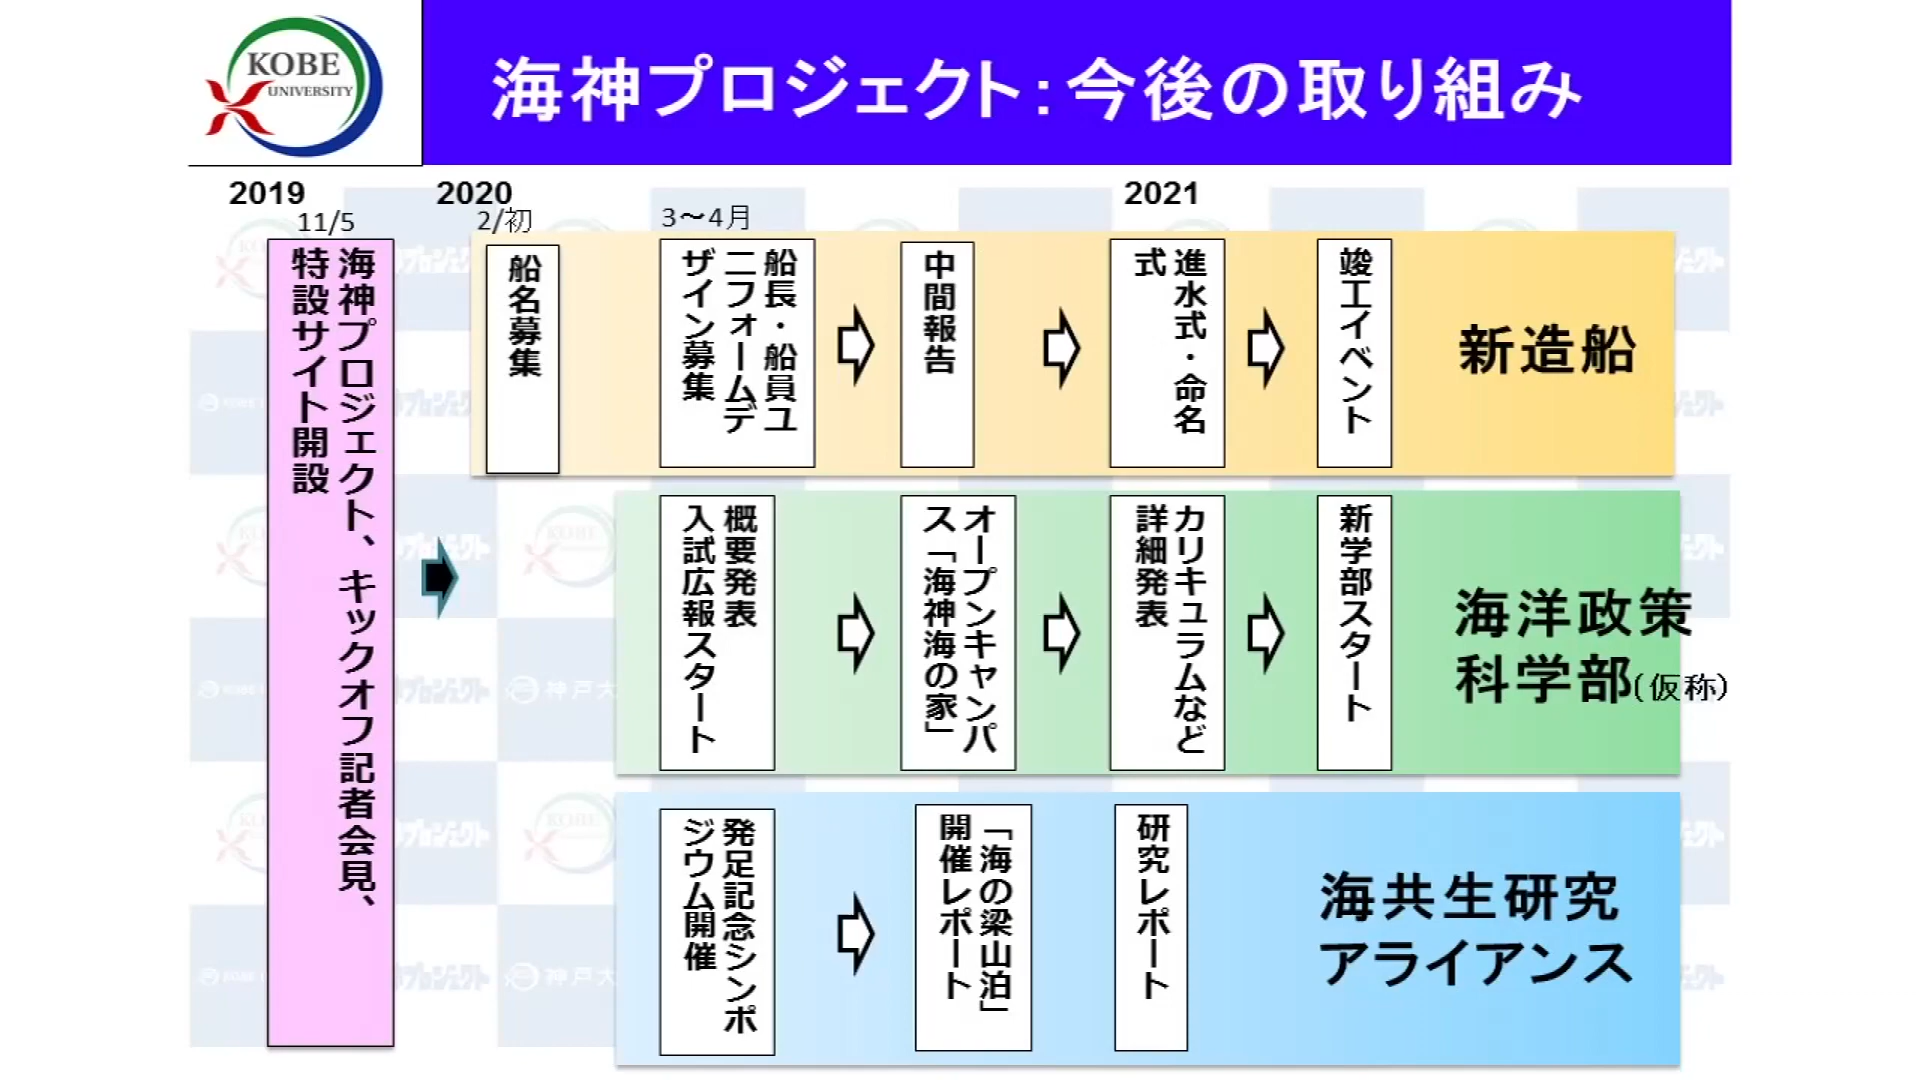 KOBE
UNIVERSITY
海神プロジェクト：今後の取り組み
2019
11/5
2020
2/初
3～4月
2021
海神プロジェクト、キックオフ記者会見、
特設サイト開設
船名募集
船長・船員ユ
ニフォームデ
ザイン募集
中間報告
進水式・命名
式
竣工イベント
新造船
概要発表
入試広報スタート
オープンキャンパ
ス「海神海の家」
カリキュラムなど
詳細発表
新学部スタート
海洋政策
科学部(仮称)
発足記念シンポ
ジウム開催
「海の梁山泊」
開催レポート
研究レポート
海共生研究
アライアンス